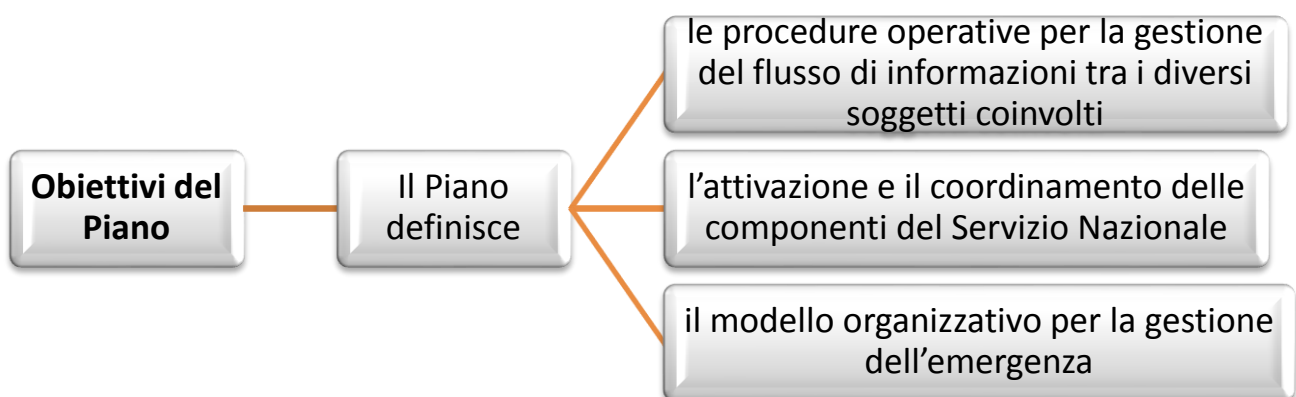 Obiettivi del
Piano
Il Piano
definisce
le procedure operative per la gestione
del flusso di informazioni tra i diversi
soggetti coinvolti
l'attivazione e il coordinamento delle
componenti del Servizio Nazionale
il modello organizzativo per la gestione
dell'emergenza